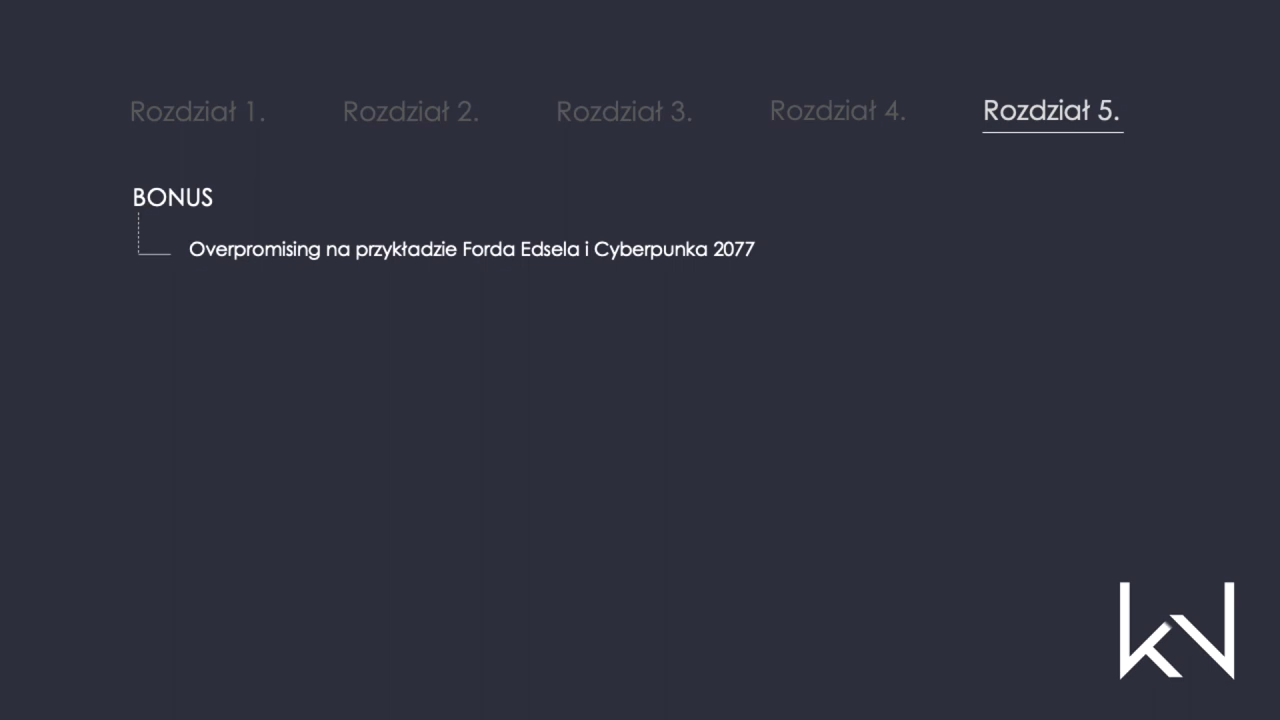 Rozdział 1. Rozdział 2. Rozdział 3. Rozdział 4. Rozdział 5.
BONUS
Overpromising na przykładzie Forda Edsela i Cyberpunka 2077